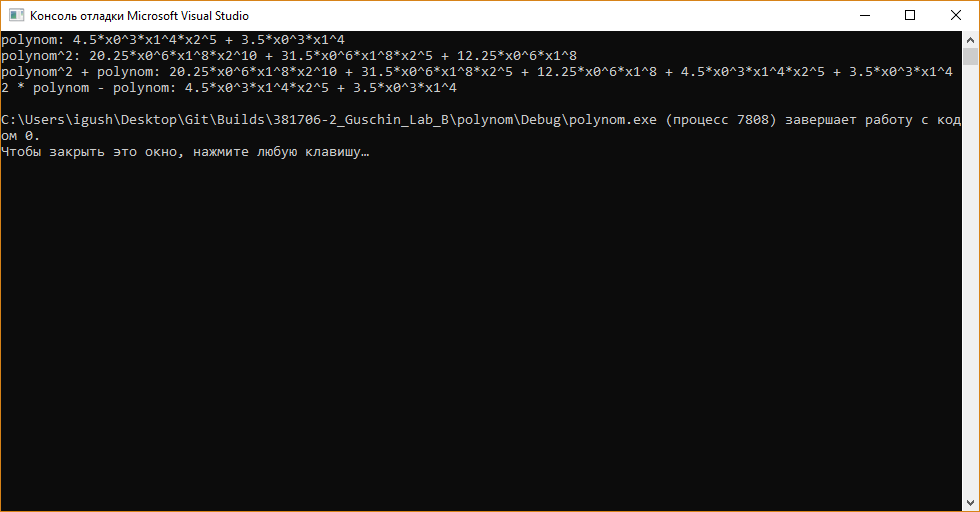 Консоль отладки Microsoft Visual Studio
polynom: 4.5*x0^3*x1^4*x2^5 + 3.5*x0^3*x1^4
polynom^2: 20.25*x0^6*x1^8*x2^10 + 31.5*x0^6*x1^8*x2^5 + 12.25*x0^6*x1^8
polynom^2 + polynom: 20.25*x0^6*x1^8*x2^10 + 31.5*x0^6*x1^8*x2^5 + 12.25*x0^6*x1^8 + 4.5*x0^3*x1^4*x2^5 + 3.5*x0^3*x1^4
2 * polynom - polynom: 4.5*x0^3*x1^4*x2^5 + 3.5*x0^3*x1^4
C:\Users\igush\Desktop\Git\Builds\381706-2_Guschin_Lab_B\polynom\Debug\polynom.exe (процесс 7808) завершает работу с код
ом 0.
Чтобы закрыть это окно, нажмите любую клавишу…